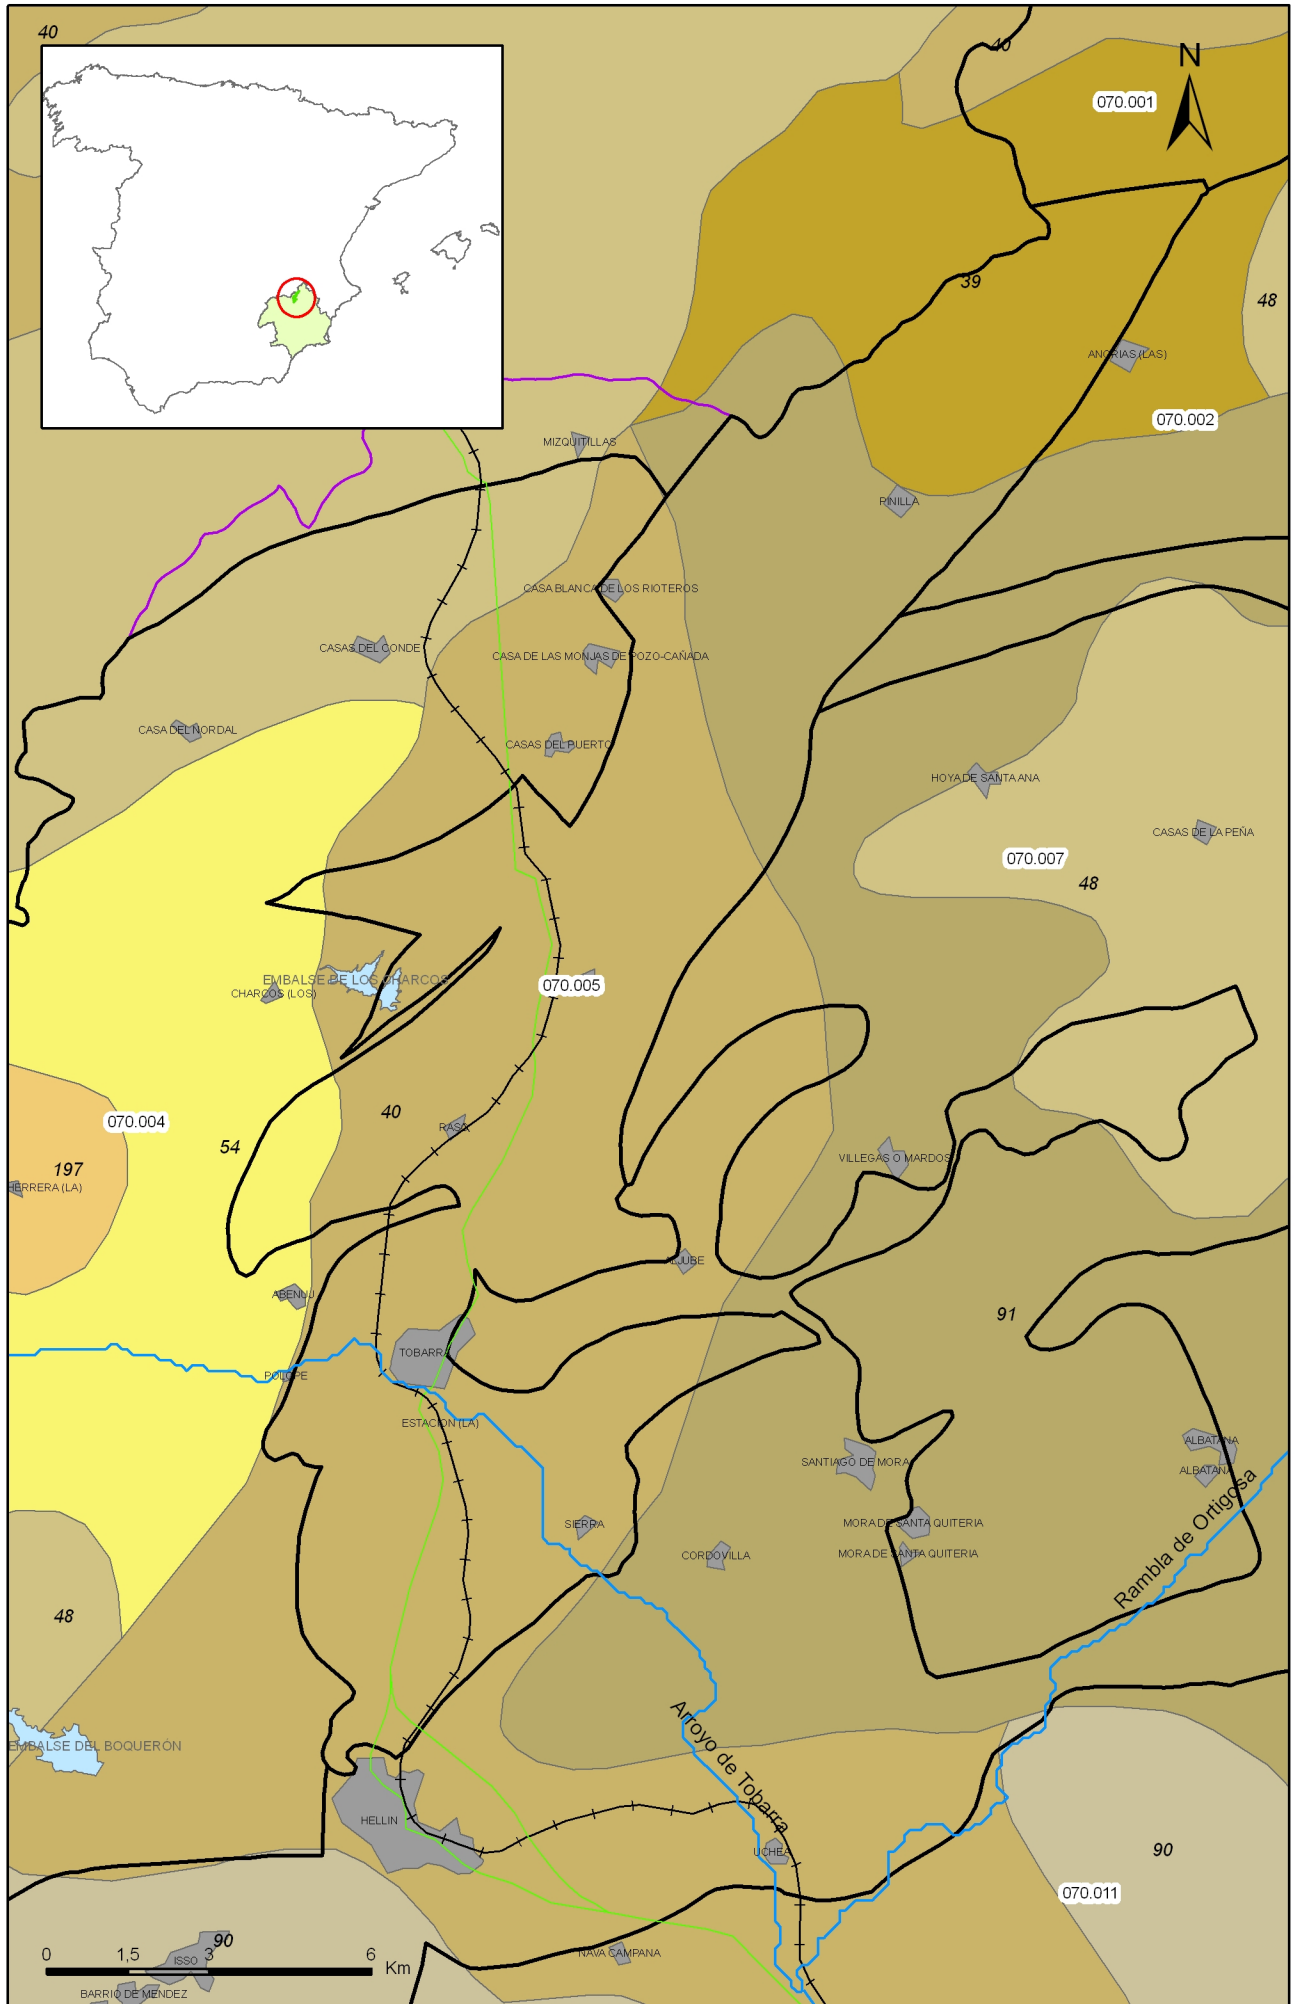 40
40
N
070.001
39
48
ANORIAS (LAS)
070.002
MIZQUITILLAS
PINILLA
CASA BLANCA DE LOS RIOTEROS
CASAS DEL CONDE
CASA DE LAS MONJAS DE POZO-CAÑADA
CASA DEL ÑORDAL
CASAS DEL PUERTO
HOYA DE SANTA ANA
CASAS DE LA PEÑA
070.007
48
EMBALSE DE LOS CHARCOS
CHARCOS (LOS)
070.005
40
070.004
54
RASA
197
HERRERA (LA)
VILLEGAS O MARDOS
ALJUBE
ABENUJ
91
TOBARRA
POLOPE
ESTACION (LA)
ALBATANA
SANTIAGO DE MORA
ALBATANA
Rambla de Ortigosa
SIERRA
MORA DE SANTA QUITERIA
CORDOVILLA
MORA DE SANTA QUITERIA
48
Arroyo de Tobarra
EMBALSE DEL BOQUERÓN
HELLIN
UCHEA
90
070.011
90
NAVA CAMPANA
0 1,5 3 6
ISSO
Km
BARRIO DE MENDEZ